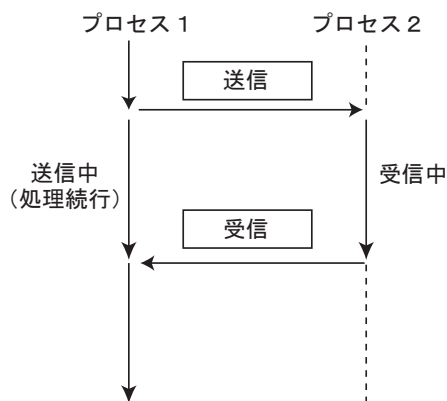 プロセス１
プロセス２
送信
送信中
（処理続行）
受信中
受信